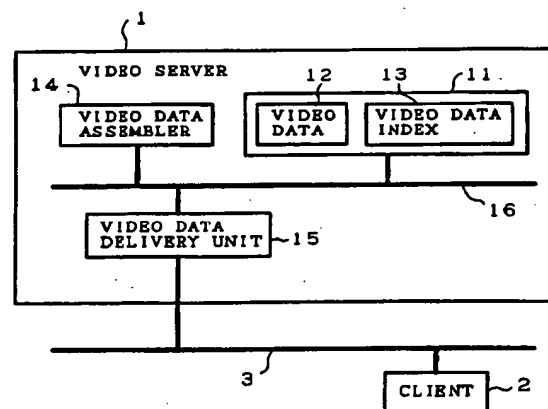 1
VIDEO SERVER
14
12
13
11
VIDEO DATA
ASSEMBLER
VIDEO
DATA
VIDEO DATA
INDEX
16
VIDEO DATA
DELIVERY UNIT
15
3
CLIENT
2